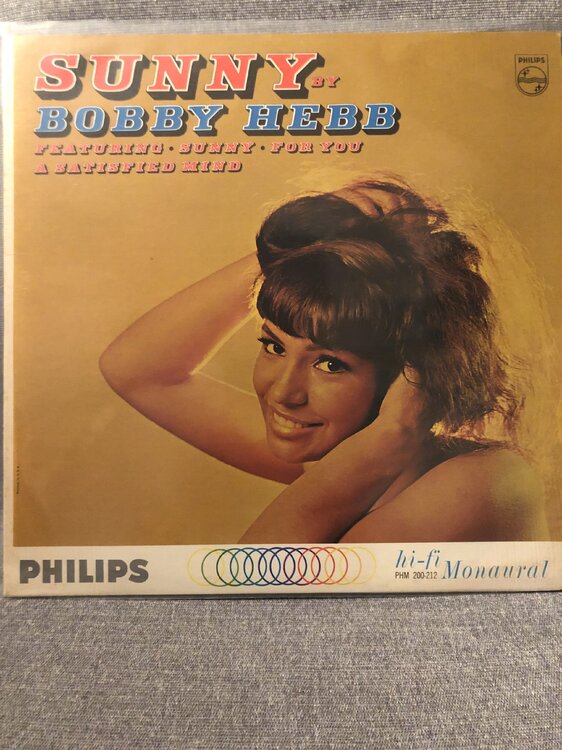 SUNNY BY
BOBBY HEBB
FEATURING · SUNNY · FOR YOU
A SATISFIED MIND
PHILIPS
PHILIPS
hi-fi
PHM 200-212 Monaural